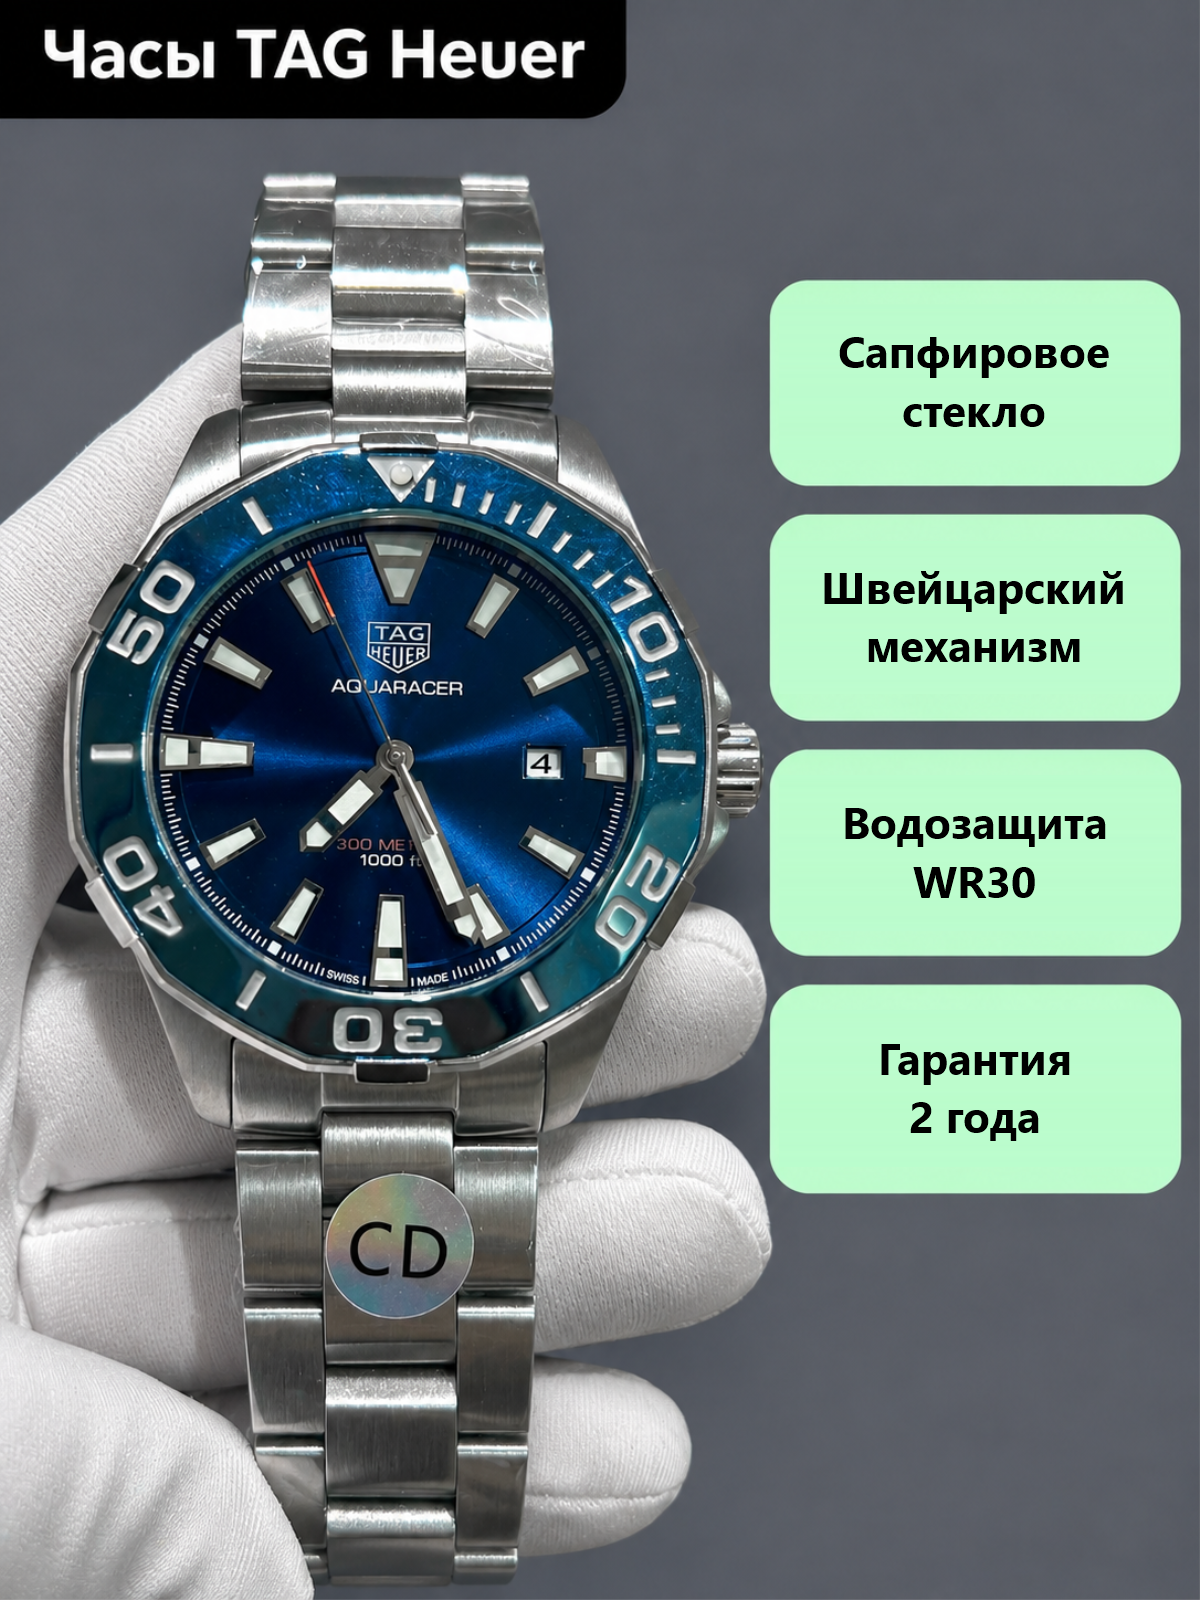 Часы TAG Heuer
Сапфировое
стекло
Швейцарский
механизм
Водозащита
WR30
Гарантия
2 года
10
20
30
40
50
TAG
HEUER
AQUARACER
4
300
1000 ft
SWISS MADE
CD